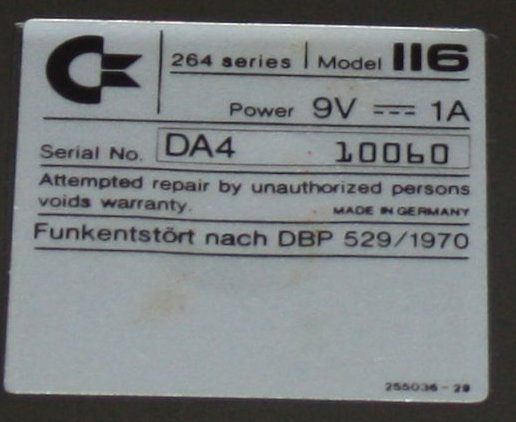 264 series | Model 116
Power 9V ⎓ 1A
Serial No. DA4 10060
Attempted repair by unauthorized persons
voids warranty. MADE IN GERMANY
Funkentstört nach DBP 529/1970
255036-29